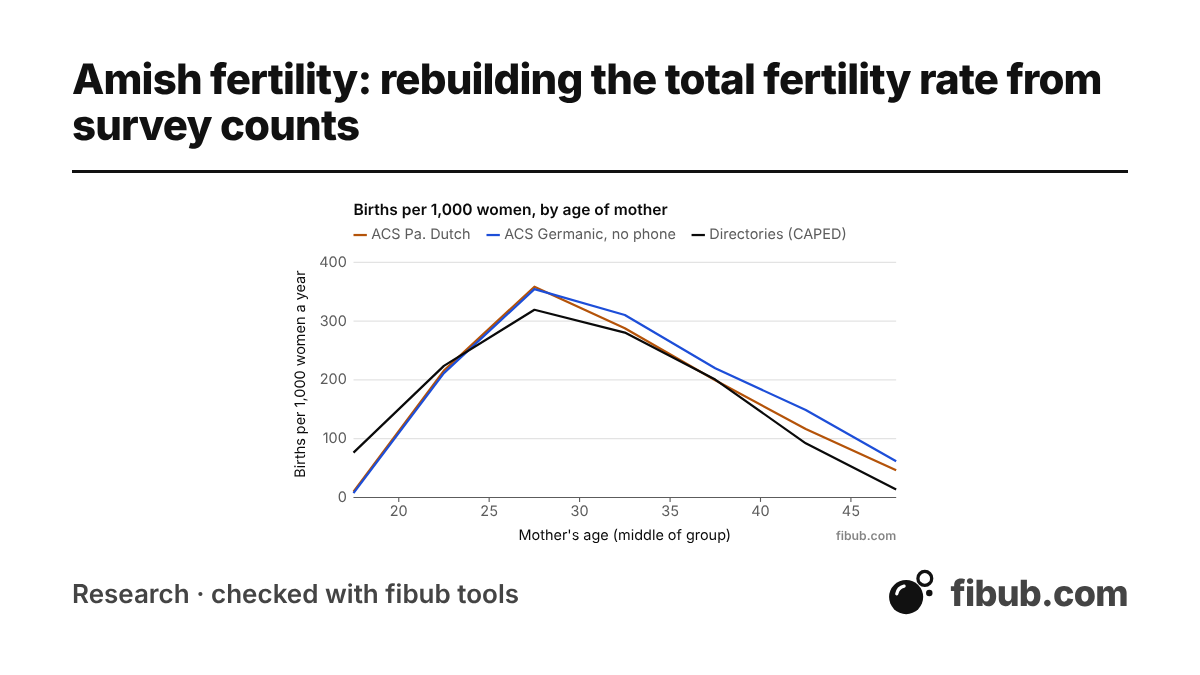 Amish fertility: rebuilding the total fertility rate from
survey counts
Births per 1,000 women, by age of mother
ACS Pa. Dutch ACS Germanic, no phone Directories (CAPED)
Births per 1,000 women a year
400
300
200
100
0
20 25 30 35 40 45
Mother's age (middle of group)
fibub.com
Research · checked with fibub tools
fibub.com